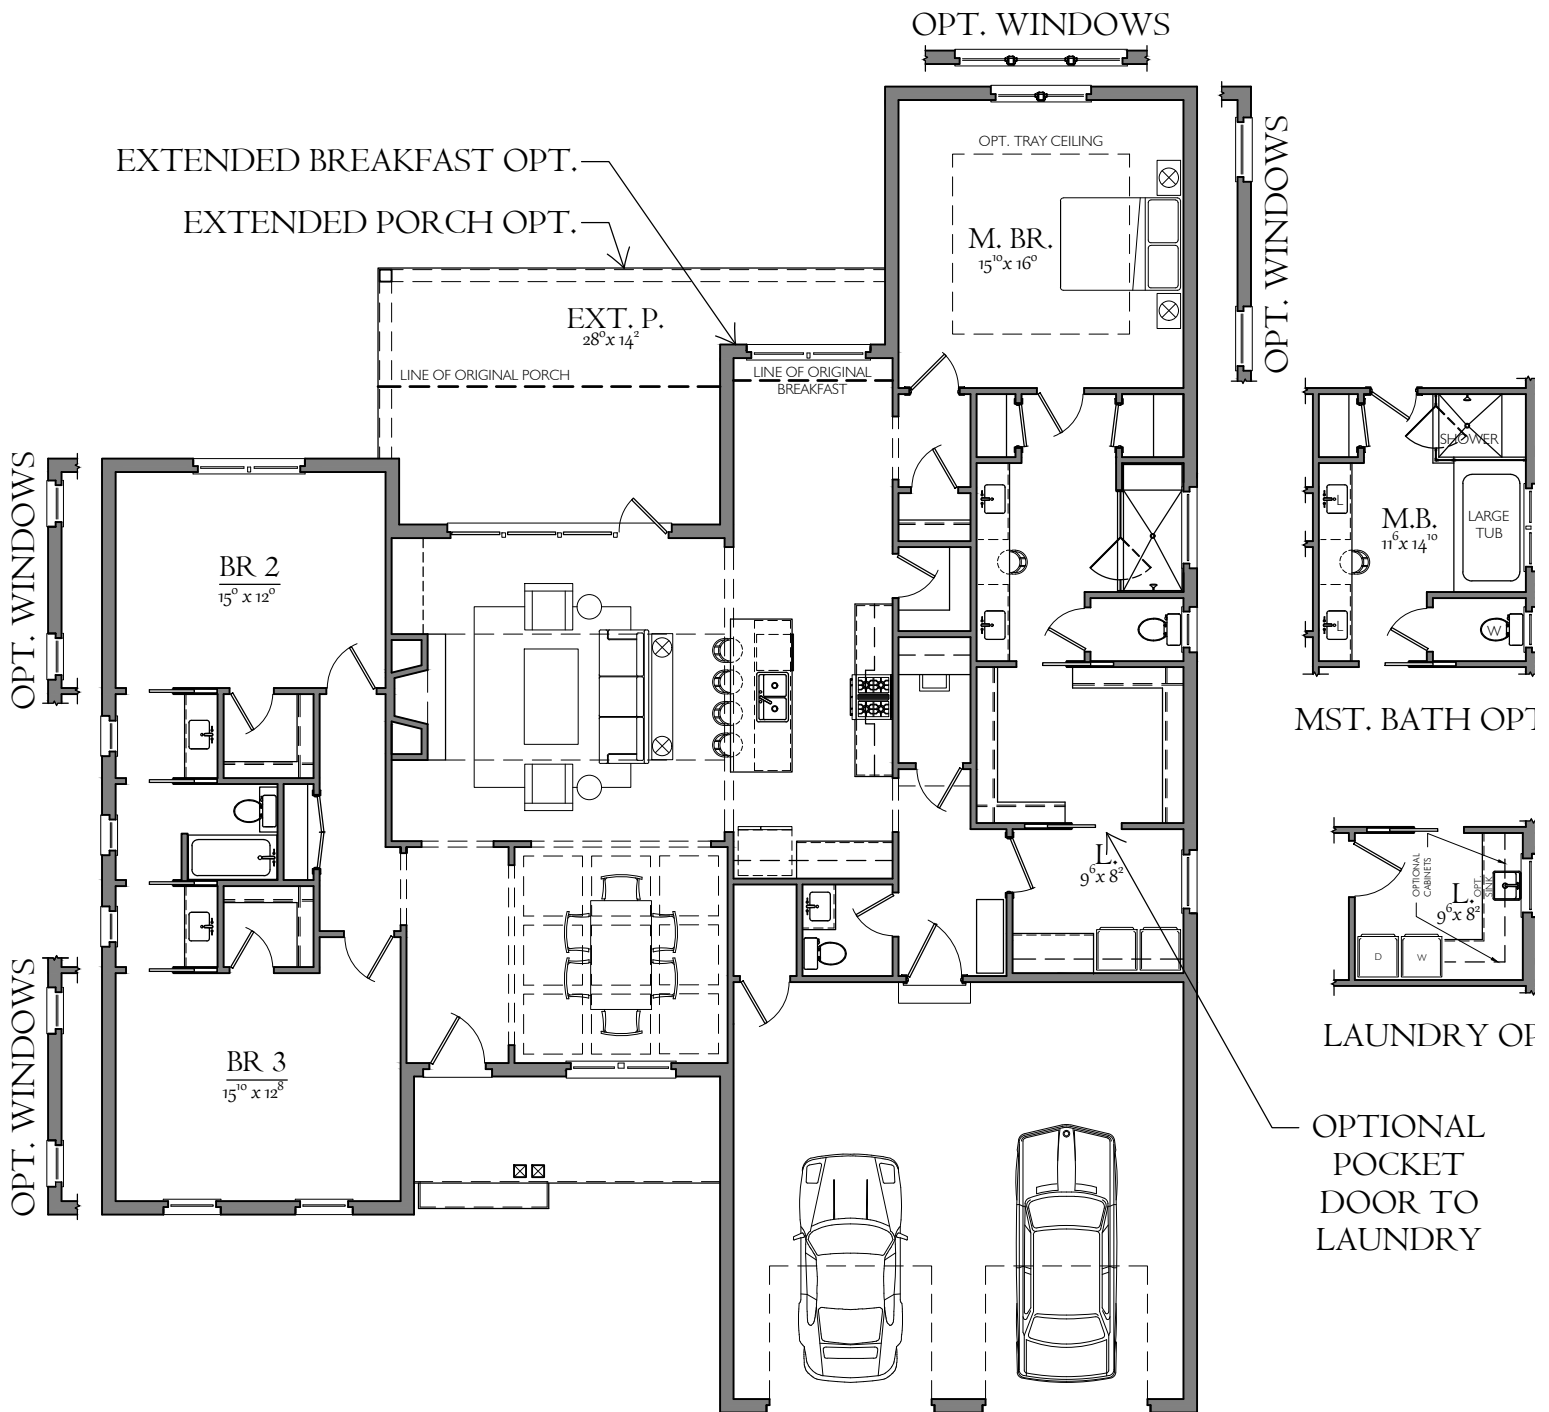 OPT. WINDOWS
EXTENDED BREAKFAST OPT.
EXTENDED PORCH OPT.
OPT. TRAY CEILING
M. BR.
15¹⁰ x 16⁰
OPT. WINDOWS
EXT. P.
28⁰ x 14²
LINE OF ORIGINAL PORCH
LINE OF ORIGINAL
BREAKFAST
OPT. WINDOWS
BR 2
15⁰ x 12⁰
SHOWER
L
M.B.
11⁶ x 14¹⁰
LARGE
TUB
L
W
MST. BATH OPT
L.
9⁶ x 8²
OPTIONAL
CABINETS
OPT.
SINK
L.
9⁶ x 8²
D
W
LAUNDRY OP
OPT. WINDOWS
BR 3
15¹⁰ x 12⁸
OPTIONAL
POCKET
DOOR TO
LAUNDRY